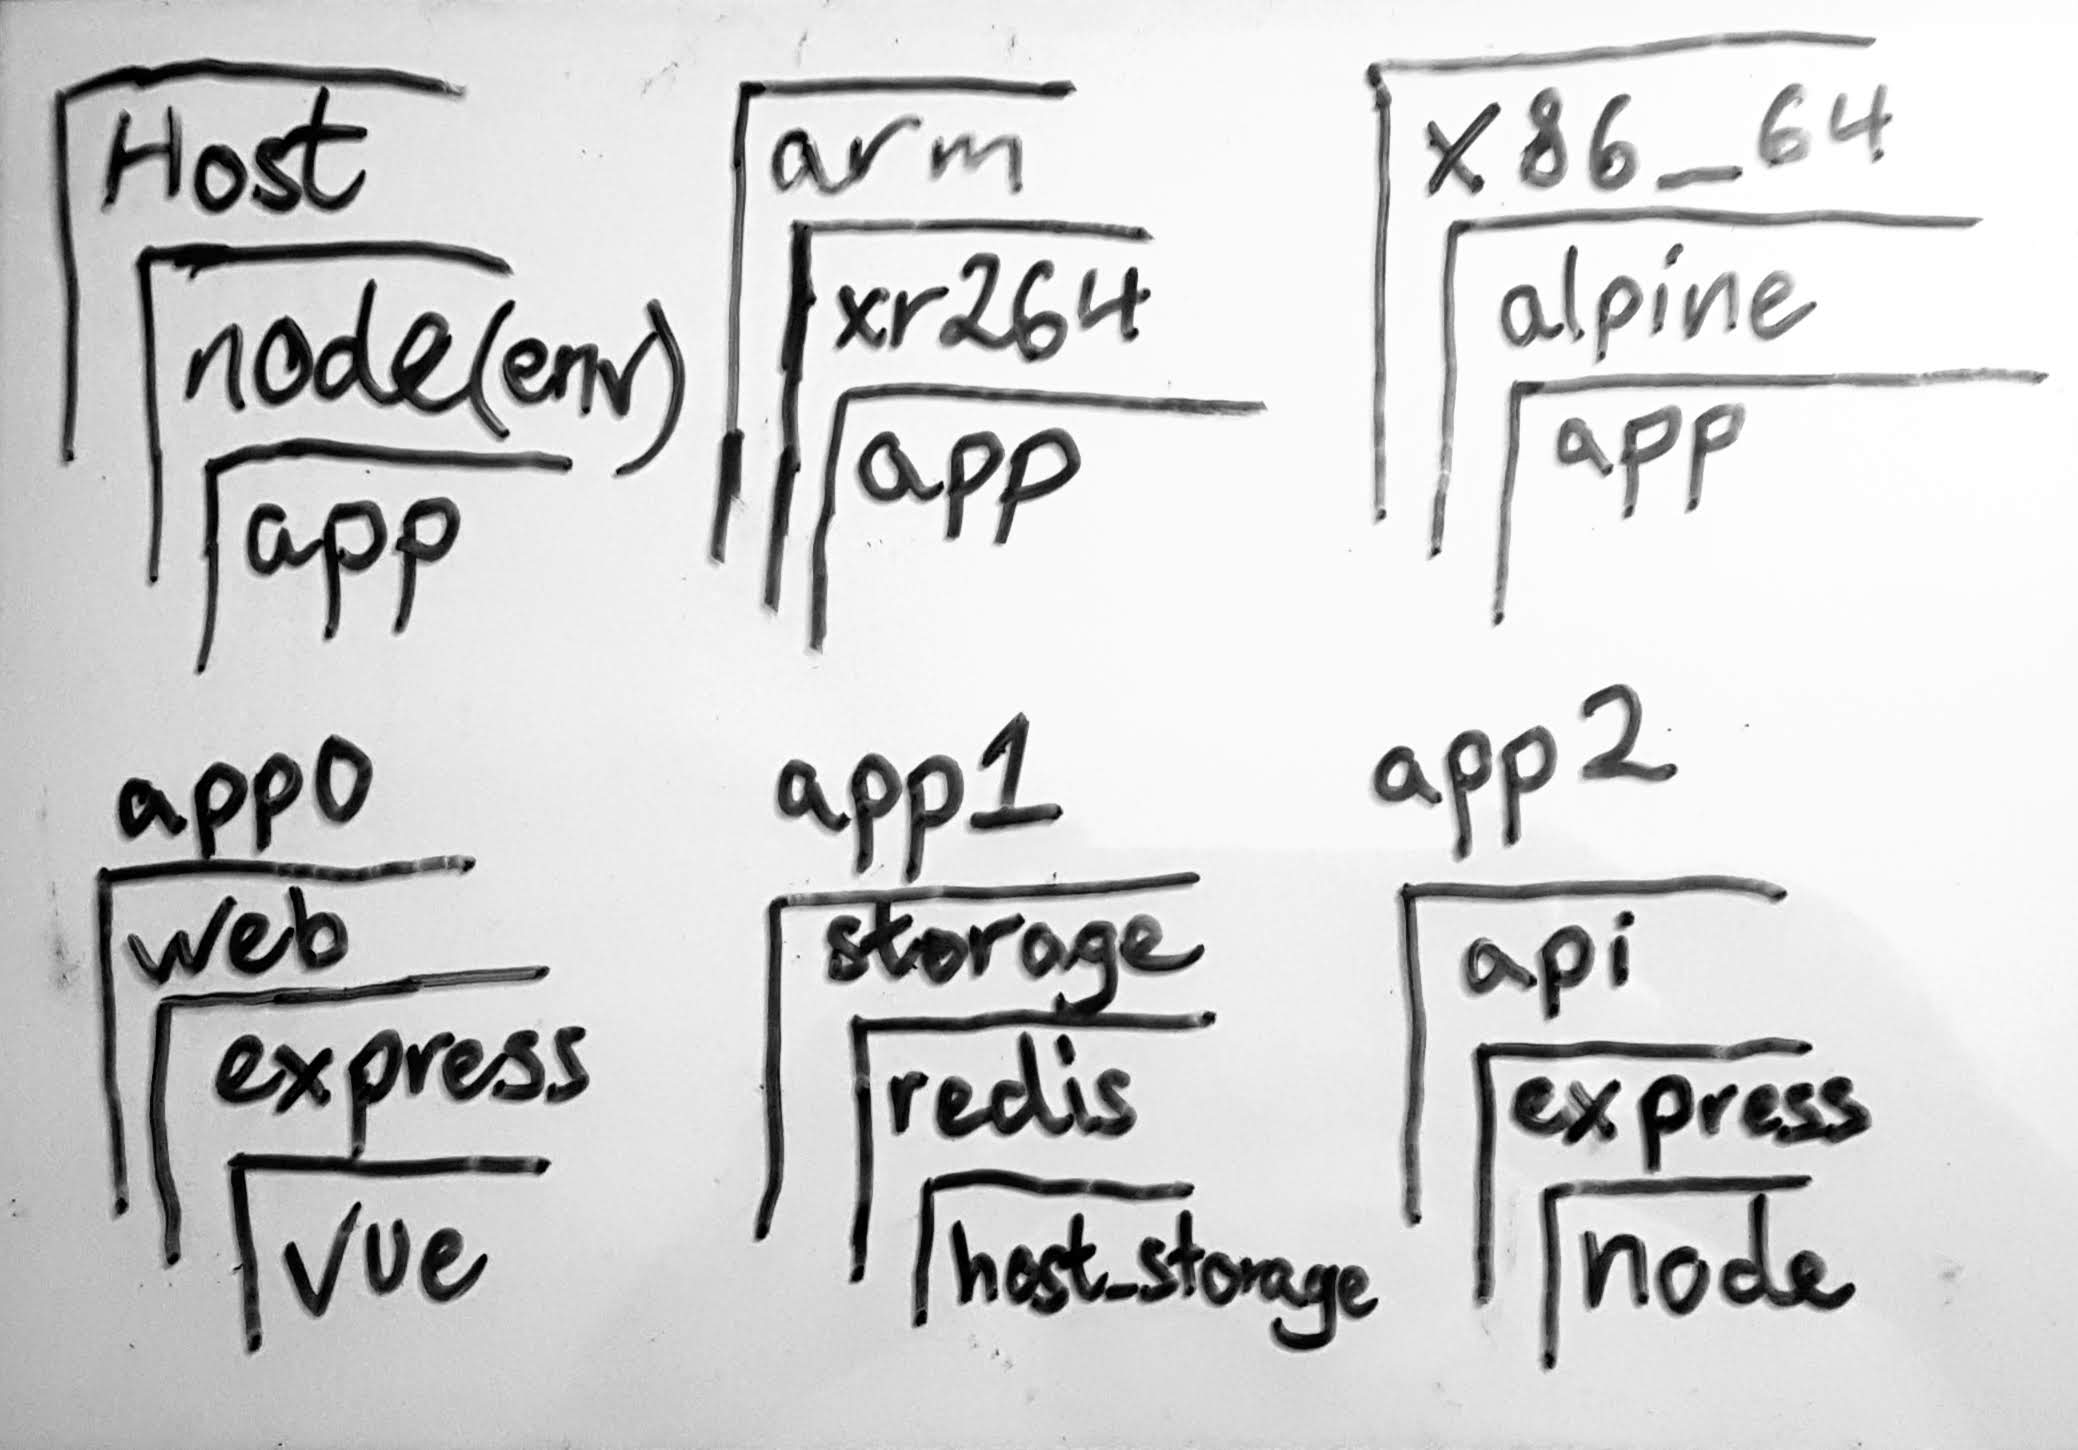 Host
node(env)
app
arm
xr264
app
x86_64
alpine
app
app0
web
express
vue
app1
storage
redis
host_storage
app2
api
express
node